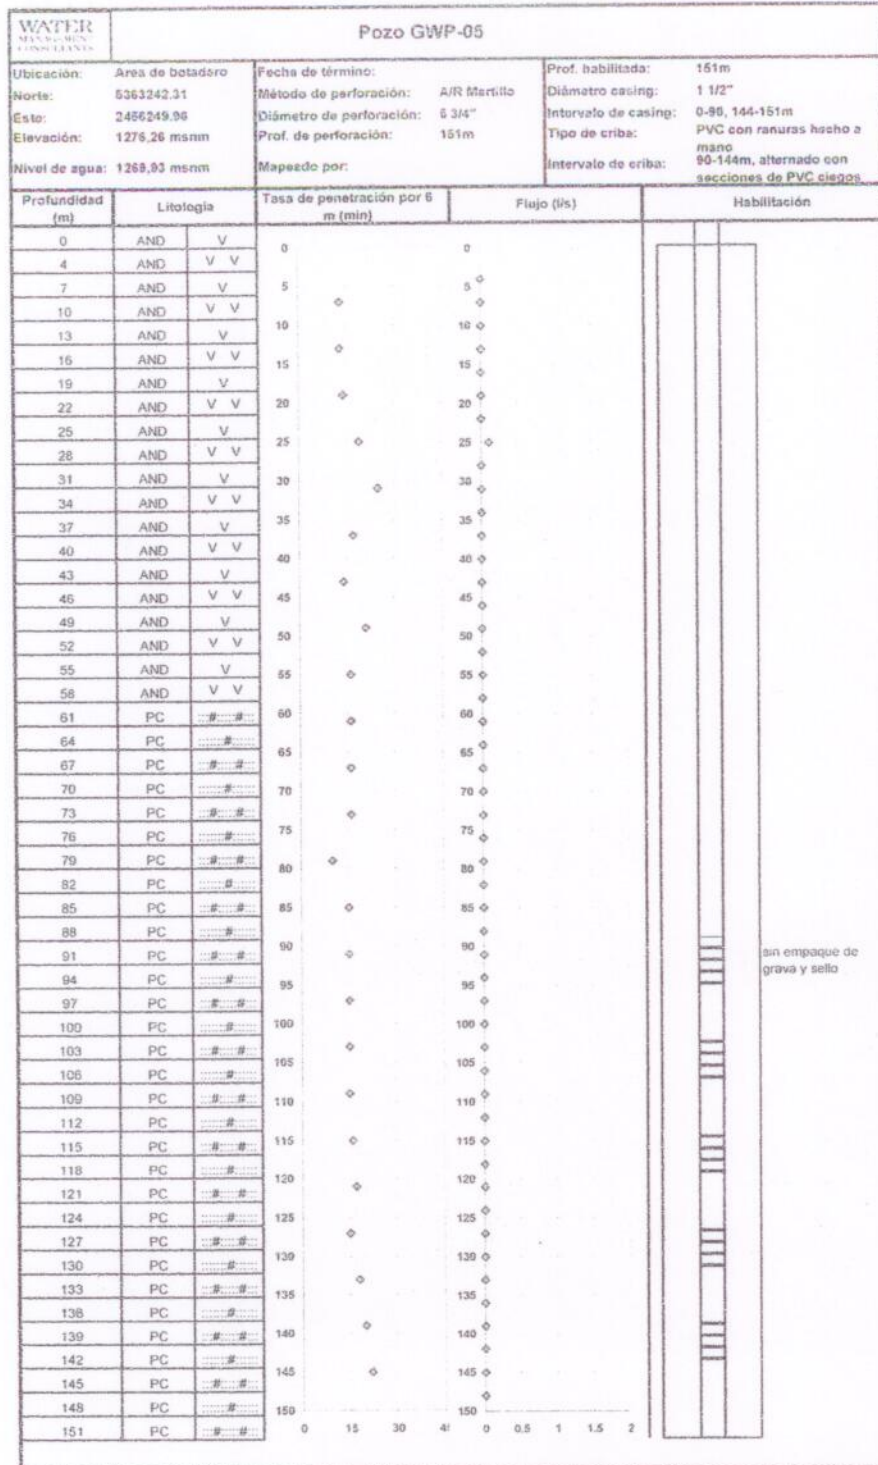 WATER
MANAGEMENT
CONSULTANTS
Pozo GWP-05
Ubicación: Area de botadero
Norte: 5363242.31
Este: 2466249.96
Elevación: 1276,26 msnm
Nivel de agua: 1269,93 msnm
Fecha de término:
Método de perforación: A/R Martillo
Diámetro de perforación: 6 3/4"
Prof. de perforación: 151m
Mapeado por:
Prof. habilitada: 151m
Diámetro casing: 1 1/2"
Intervalo de casing: 0-90, 144-151m
Tipo de criba: PVC con ranuras hecho a
mano
Intervalo de criba: 90-144m, alternado con
secciones de PVC ciegos
Profundidad
(m)
Litología
Tasa de penetración por 6
m (min)
Flujo (l/s)
Habilitación
0 AND V
4 AND V V
7 AND V
10 AND V V
13 AND V
16 AND V V
19 AND V
22 AND V V
25 AND V
28 AND V V
31 AND V
34 AND V V
37 AND V
40 AND V V
43 AND V
46 AND V V
49 AND V
52 AND V V
55 AND V
58 AND V V
61 PC # #
64 PC #
67 PC # #
70 PC #
73 PC # #
76 PC #
79 PC # #
82 PC #
85 PC # #
88 PC #
91 PC # #
94 PC #
97 PC # #
100 PC #
103 PC # #
106 PC #
109 PC # #
112 PC #
115 PC # #
118 PC #
121 PC # #
124 PC #
127 PC # #
130 PC #
133 PC # #
138 PC #
139 PC # #
142 PC #
145 PC # #
148 PC #
151 PC # #
0
5
10
15
20
25
30
35
40
45
50
55
60
65
70
75
80
85
90
95
100
105
110
115
120
125
130
135
140
145
150
0 15 30 4
0
5
10
15
20
25
30
35
40
45
50
55
60
65
70
75
80
85
90
95
100
105
110
115
120
125
130
135
140
145
150
0 0.5 1 1.5 2
sin empaque de
grava y sello